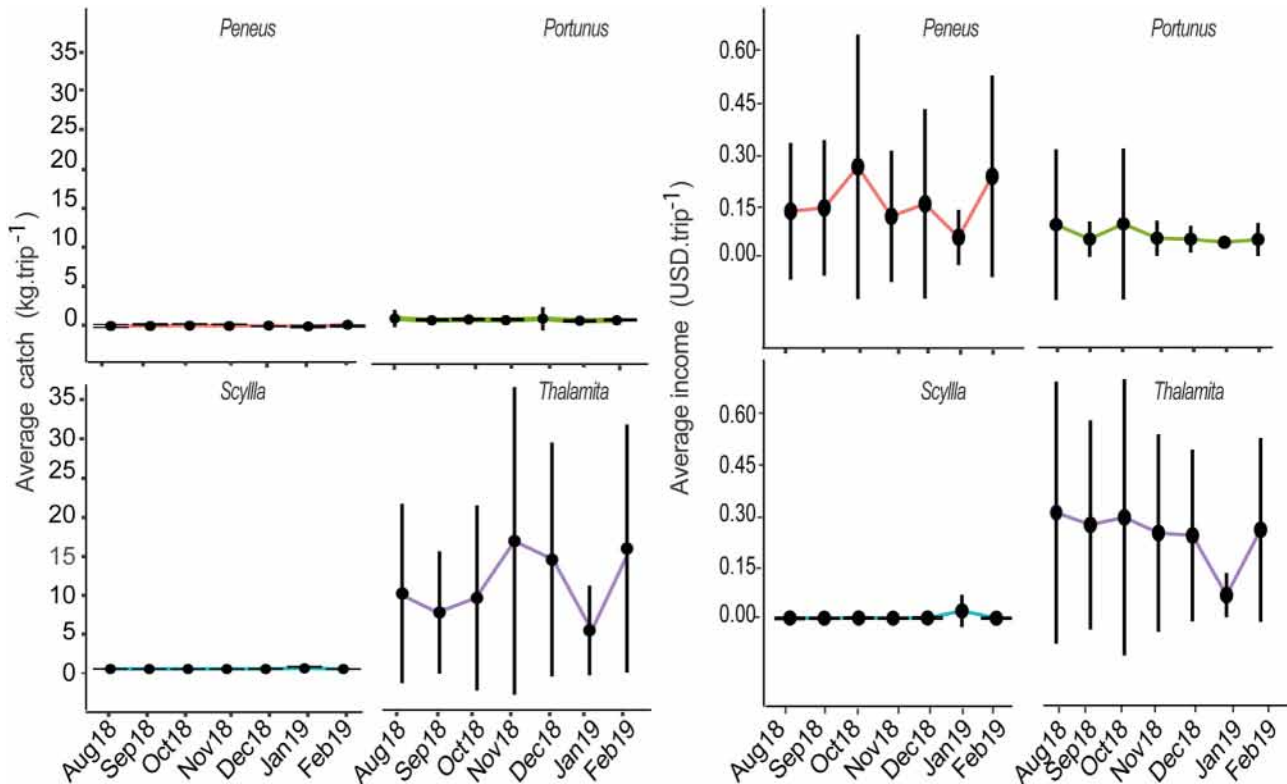 Peneus
Portunus
35
30
25
20
15
10
5
0
Scyllla
Thalamita
35
30
25
20
15
10
5
0
Average catch (kg.trip-1)
Aug18 Sep18 Oct18 Nov18 Dec18 Jan19 Feb19
Aug18 Sep18 Oct18 Nov18 Dec18 Jan19 Feb19
Peneus
Portunus
0.60
0.45
0.30
0.15
0.00
Scyllla
Thalamita
0.60
0.45
0.30
0.15
0.00
Average income (USD.trip-1)
Aug18 Sep18 Oct18 Nov18 Dec18 Jan19 Feb19
Aug18 Sep18 Oct18 Nov18 Dec18 Jan19 Feb19